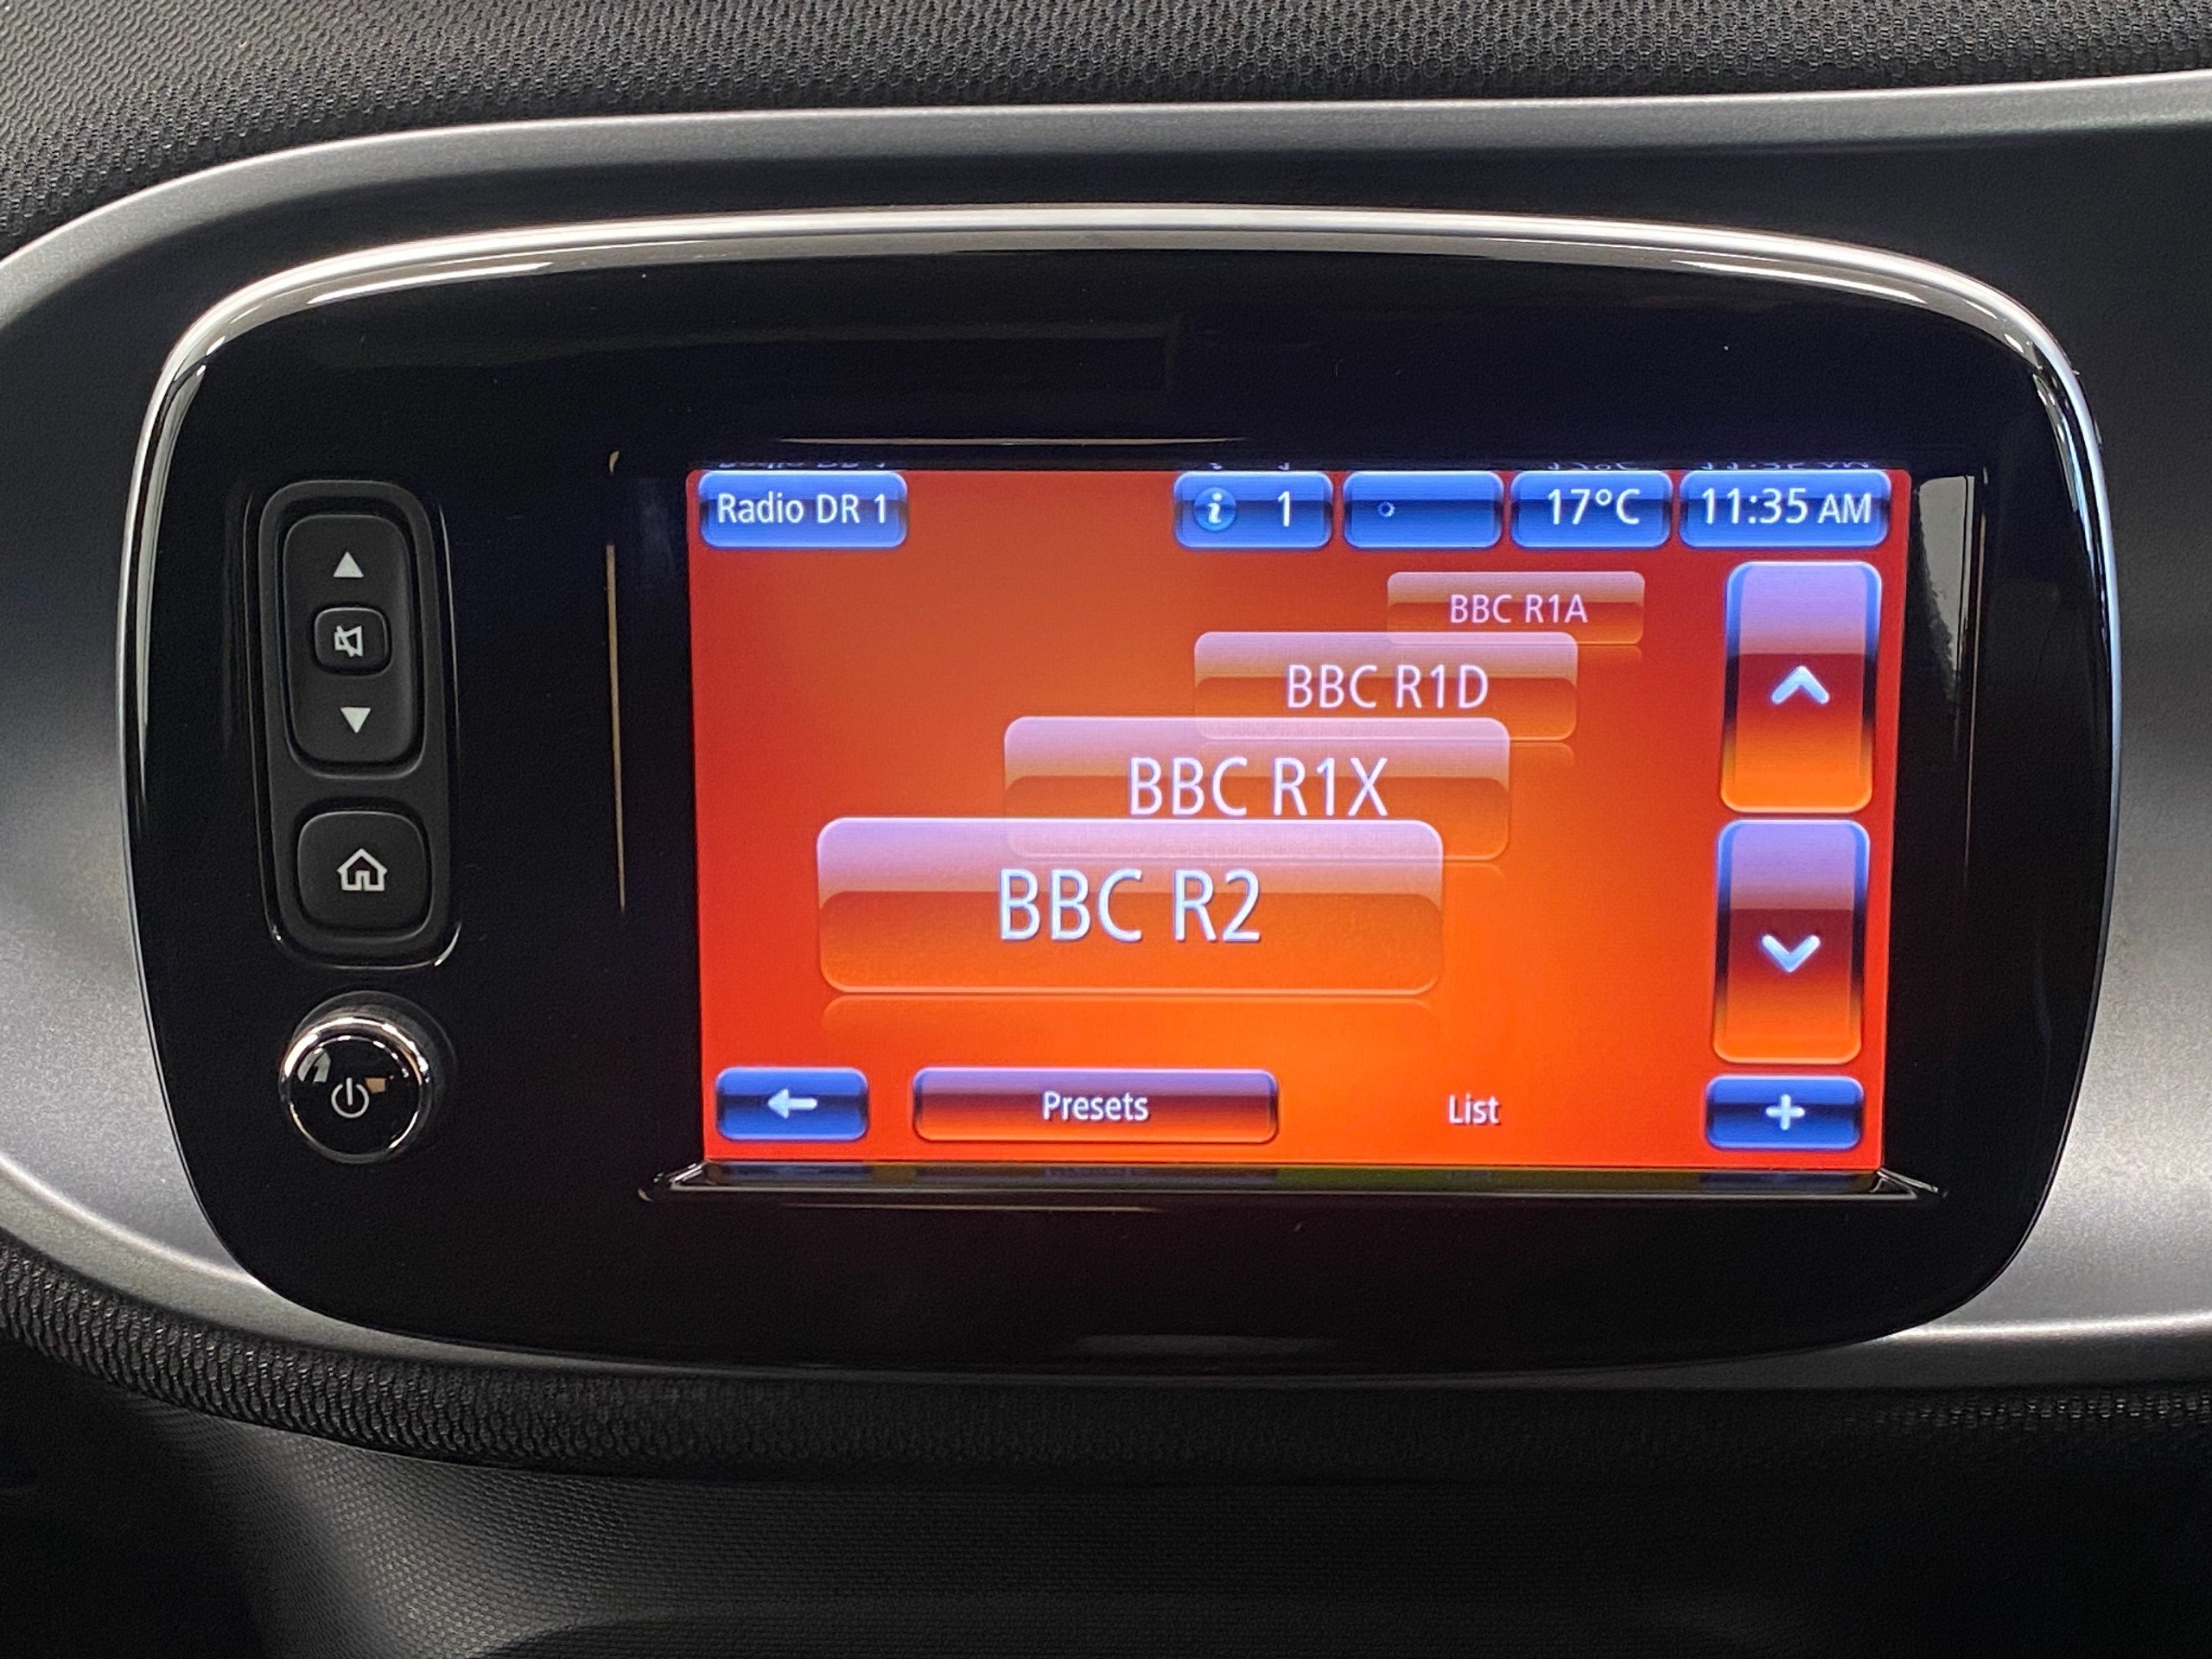 Radio DR 1
i 1
17°C
11:35 AM
BBC R1A
BBC R1D
BBC R1X
BBC R2
Presets
List